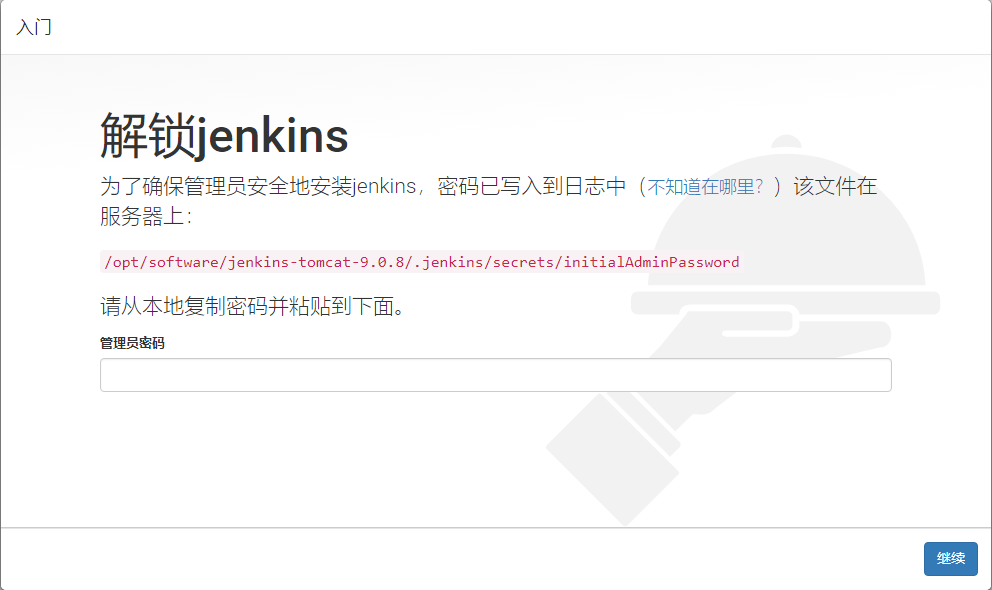 入门
解锁jenkins
为了确保管理员安全地安装jenkins，密码已写入到日志中（不知道在哪里？）该文件在
服务器上：
/opt/software/jenkins-tomcat-9.0.8/.jenkins/secrets/initialAdminPassword
请从本地复制密码并粘贴到下面。
管理员密码
继续